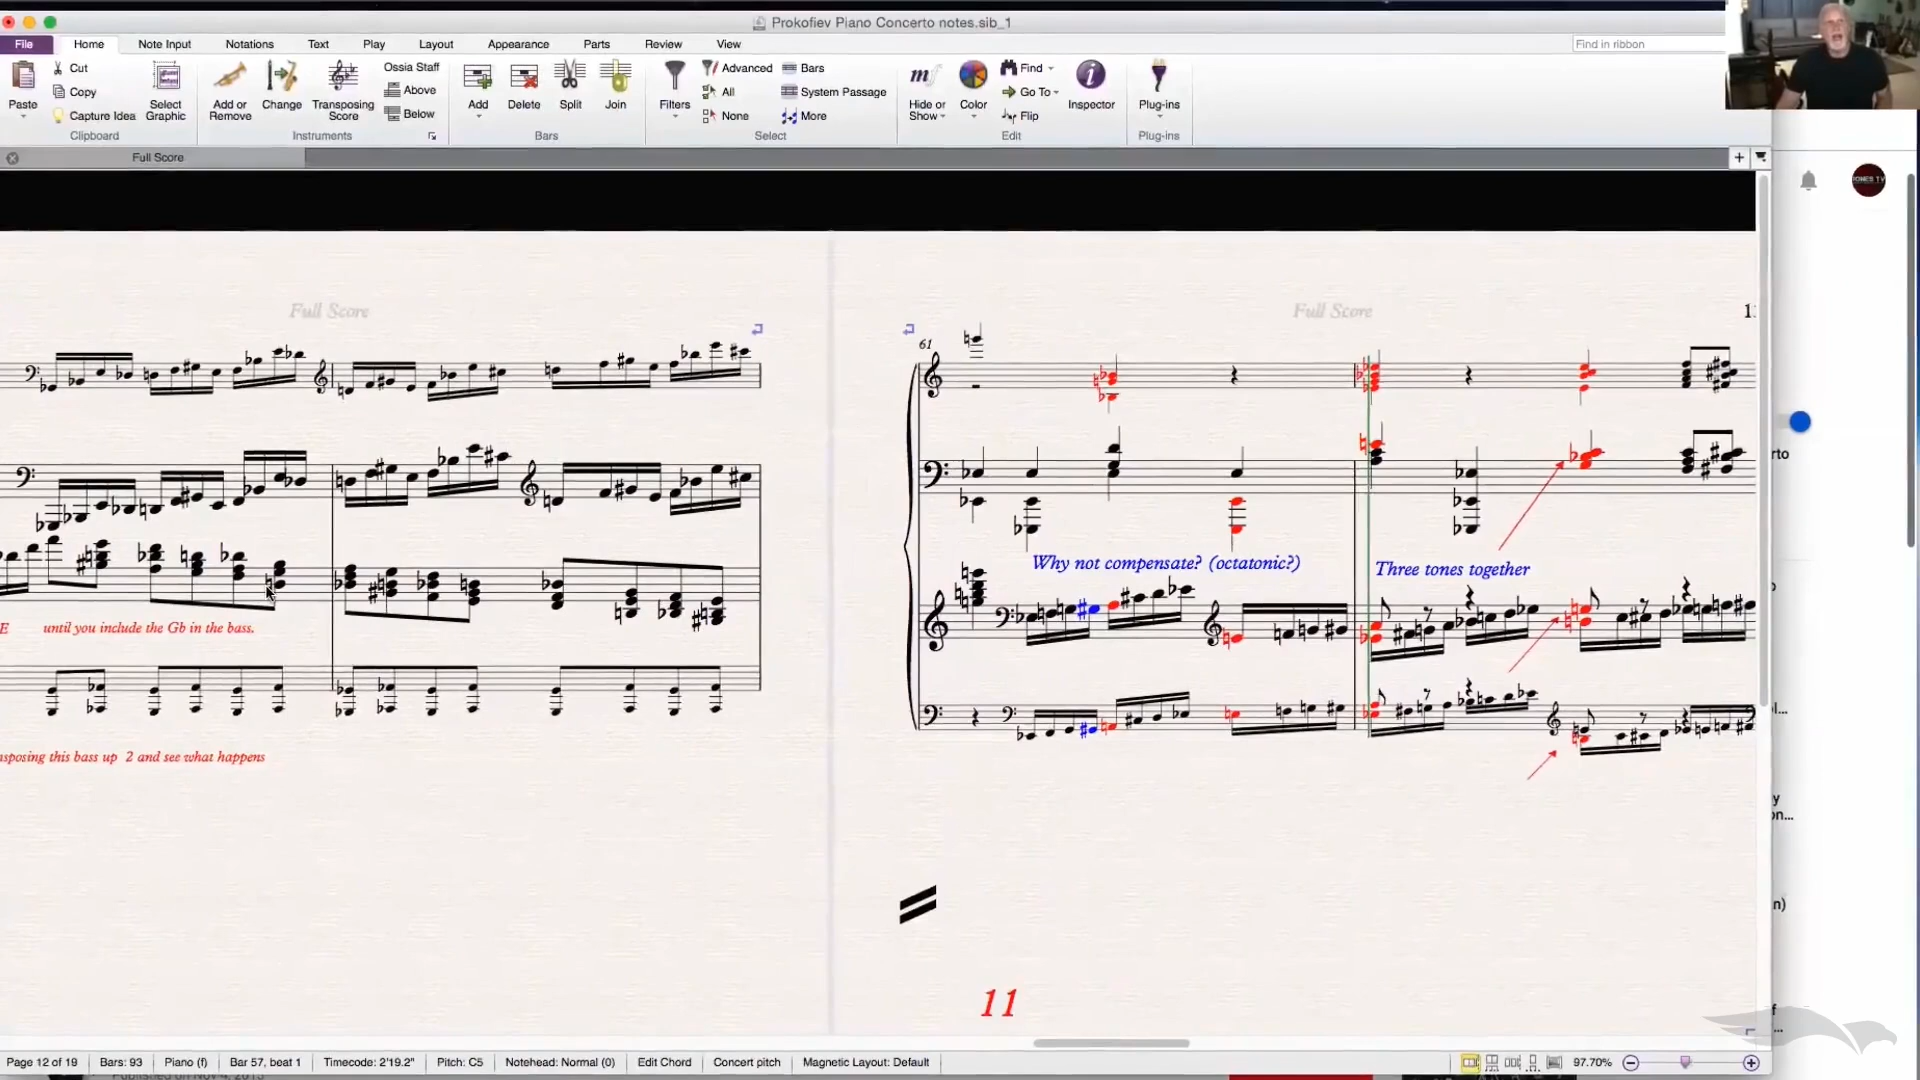 Prokofiev Piano Concerto notes.sib_1
File Home Note Input Notations Text Play Layout Appearance Parts Review View Find in ribbon
Paste Cut Copy Capture Idea Select Graphic Clipboard
Add or Remove Change Transposing Score Ossia Staff Above Below Instruments
Add Delete Split Join Bars
Filters Advanced All None Bars System Passage More Select
Hide or Show Color Find Go To Flip Inspector Edit
Plug-ins Plug-ins
Full Score
JONES TV
Full Score Full Score
61
rto
Why not compensate? (octatonic?) Three tones together
E until you include the Gb in the bass.
nsposing this bass up 2 and see what happens
y
on...
n)
11
Page 12 of 19 Bars: 93 Piano (f) Bar 57, beat 1 Timecode: 2'19.2" Pitch: C5 Notehead: Normal (0) Edit Chord Concert pitch Magnetic Layout: Default 97.70%